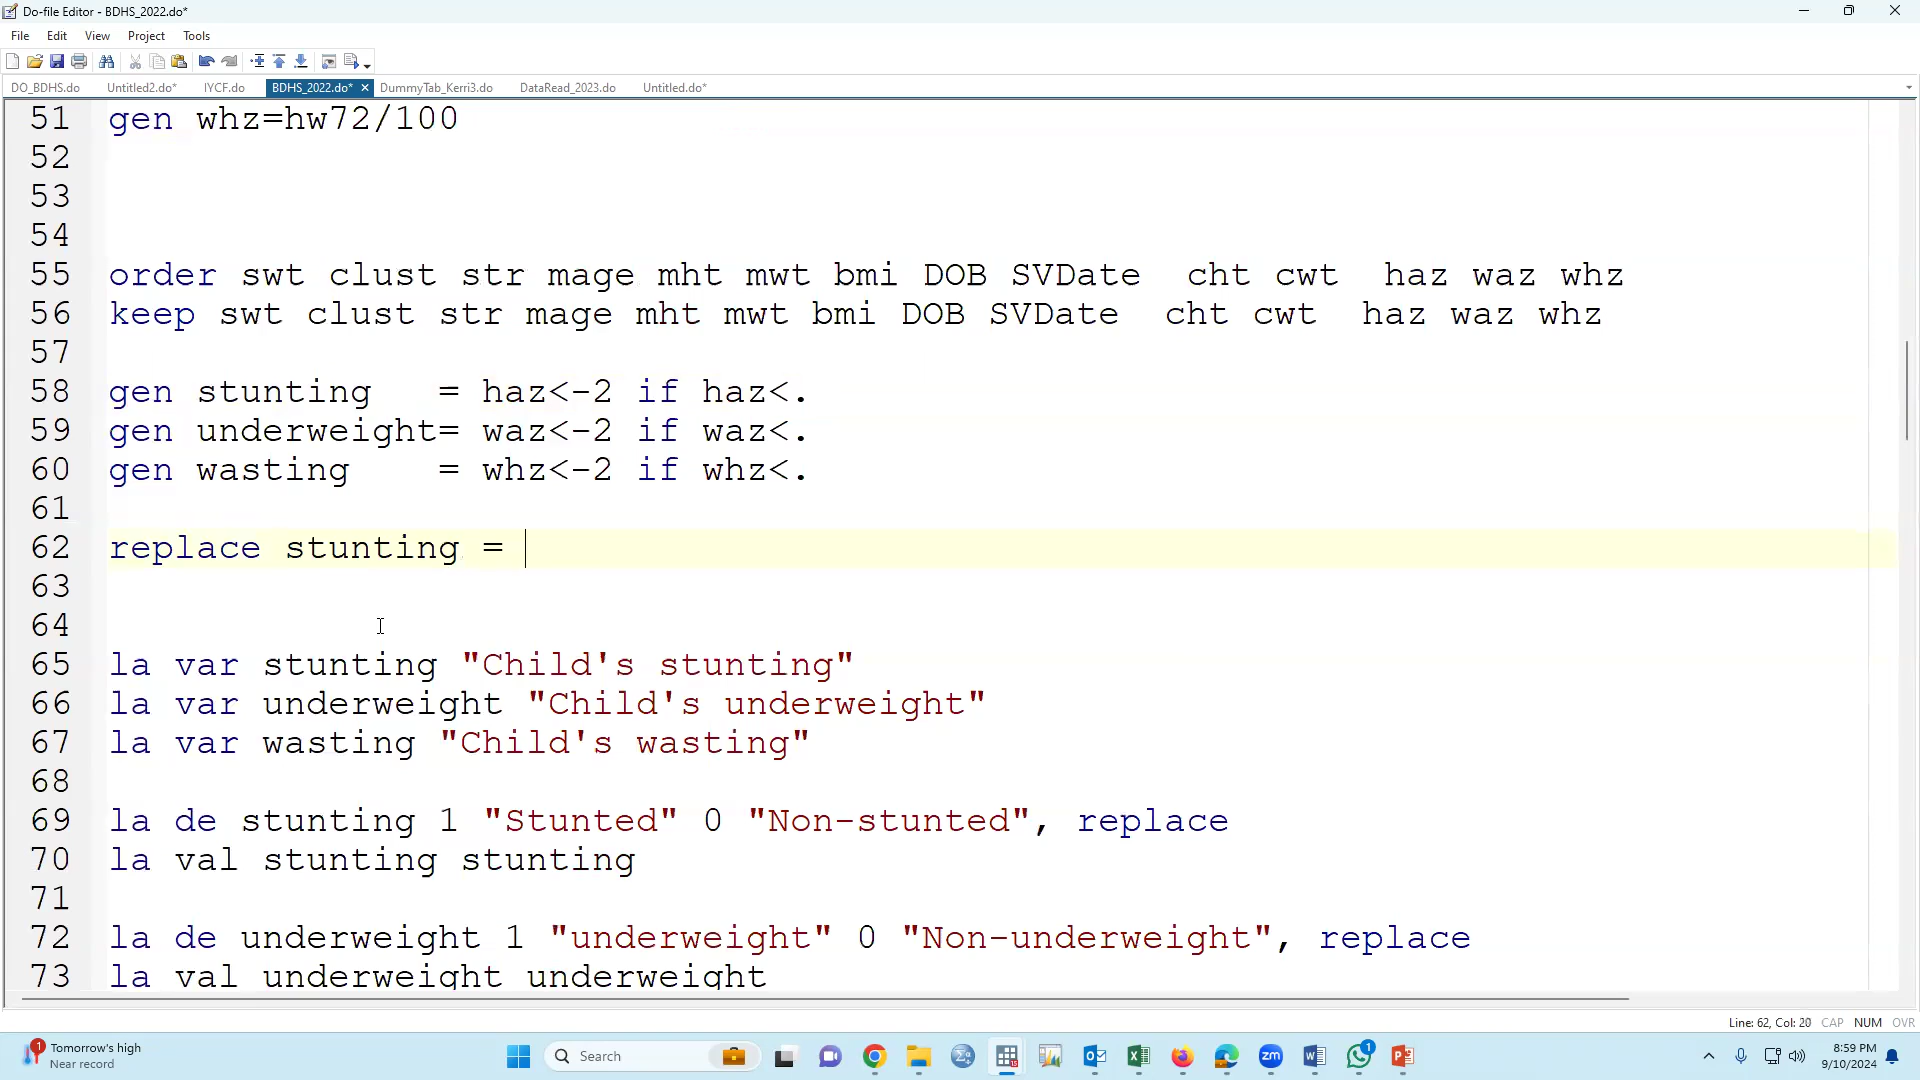 Do-file Editor - BDHS_2022.do*
File Edit View Project Tools
DO_BDHS.do Untitled2.do* IYCF.do BDHS_2022.do* × DummyTab_Kerri3.do DataRead_2023.do Untitled.do*
51 gen whz=hw72/100
52
53
54
55 order swt clust str mage mht mwt bmi DOB SVDate cht cwt haz waz whz
56 keep swt clust str mage mht mwt bmi DOB SVDate cht cwt haz waz whz
57
58 gen stunting = haz<-2 if haz<.
59 gen underweight= waz<-2 if waz<.
60 gen wasting = whz<-2 if whz<.
61
62 replace stunting =
63
64
65 la var stunting "Child's stunting"
66 la var underweight "Child's underweight"
67 la var wasting "Child's wasting"
68
69 la de stunting 1 "Stunted" 0 "Non-stunted", replace
70 la val stunting stunting
71
72 la de underweight 1 "underweight" 0 "Non-underweight", replace
73 la val underweight underweight
Line: 62, Col: 20 CAP NUM OVR
1 Tomorrow's high
Near record
Search
zm
1
8:59 PM
9/10/2024